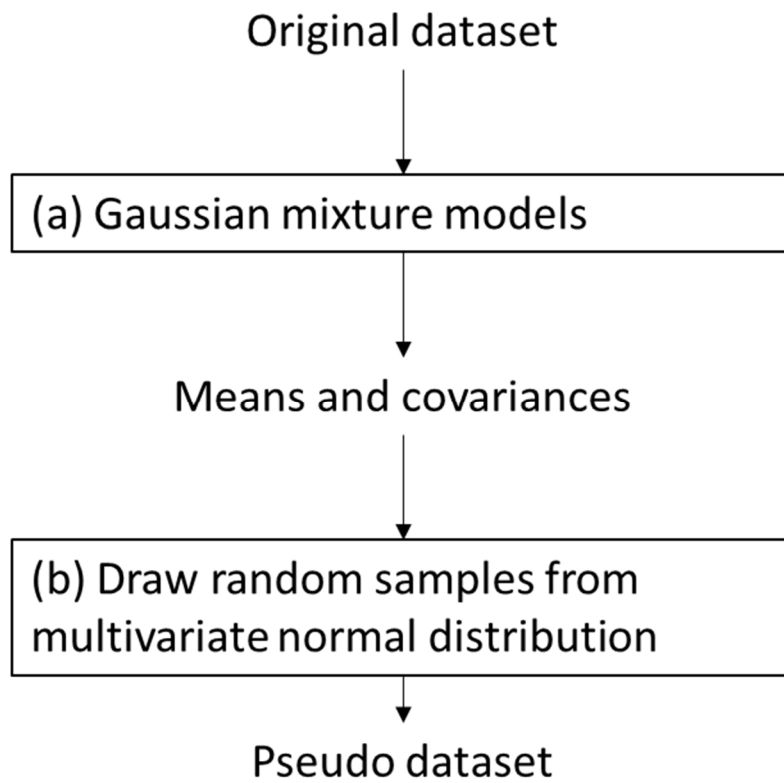 Original dataset
(a) Gaussian mixture models
Means and covariances
(b) Draw random samples from
multivariate normal distribution
Pseudo dataset